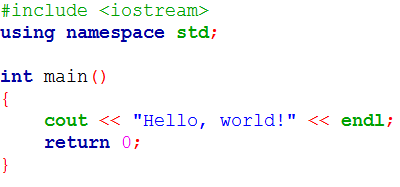 #include <iostream>
using namespace std;

int main()
{
    cout << "Hello, world!" << endl;
    return 0;
}